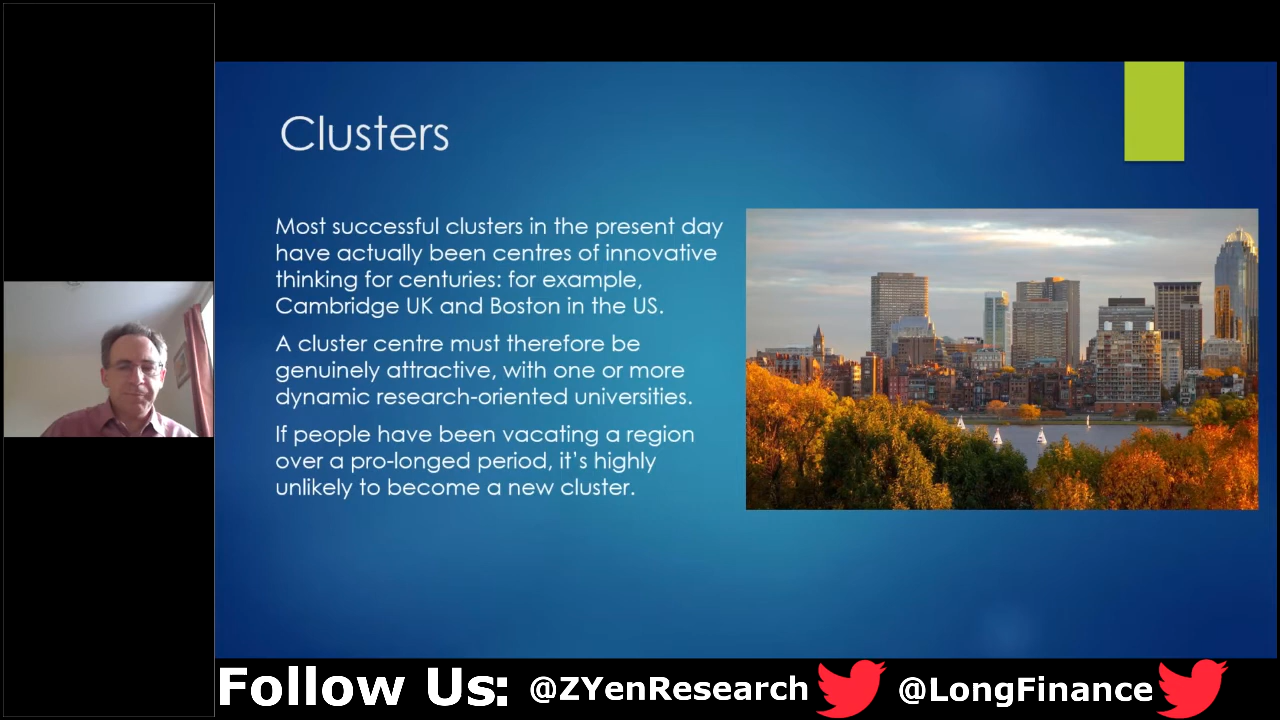 Clusters
Most successful clusters in the present day
have actually been centres of innovative
thinking for centuries: for example,
Cambridge UK and Boston in the US.
A cluster centre must therefore be
genuinely attractive, with one or more
dynamic research-oriented universities.
If people have been vacating a region
over a pro-longed period, it's highly
unlikely to become a new cluster.
Follow Us: @ZYenResearch @LongFinance